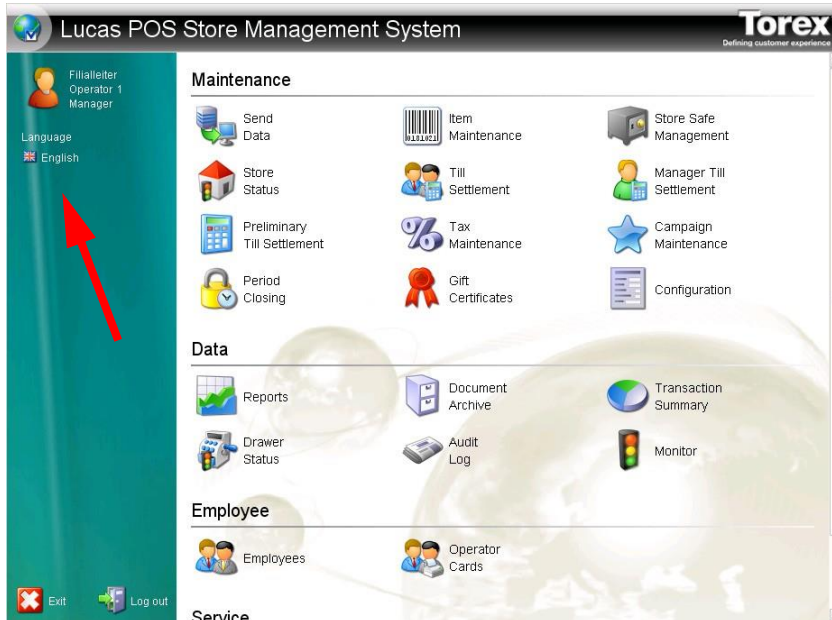 Lucas POS Store Management System
Torex
Defining customer experience
Filialleiter
Operator 1
Manager
Language
English
Maintenance
Send
Data
Item
Maintenance
Store Safe
Management
Store
Status
Till
Settlement
Manager Till
Settlement
Preliminary
Till Settlement
Tax
Maintenance
Campaign
Maintenance
Period
Closing
Gift
Certificates
Configuration
Data
Reports
Document
Archive
Transaction
Summary
Drawer
Status
Audit
Log
Monitor
Employee
Employees
Operator
Cards
Exit
Log out
Service